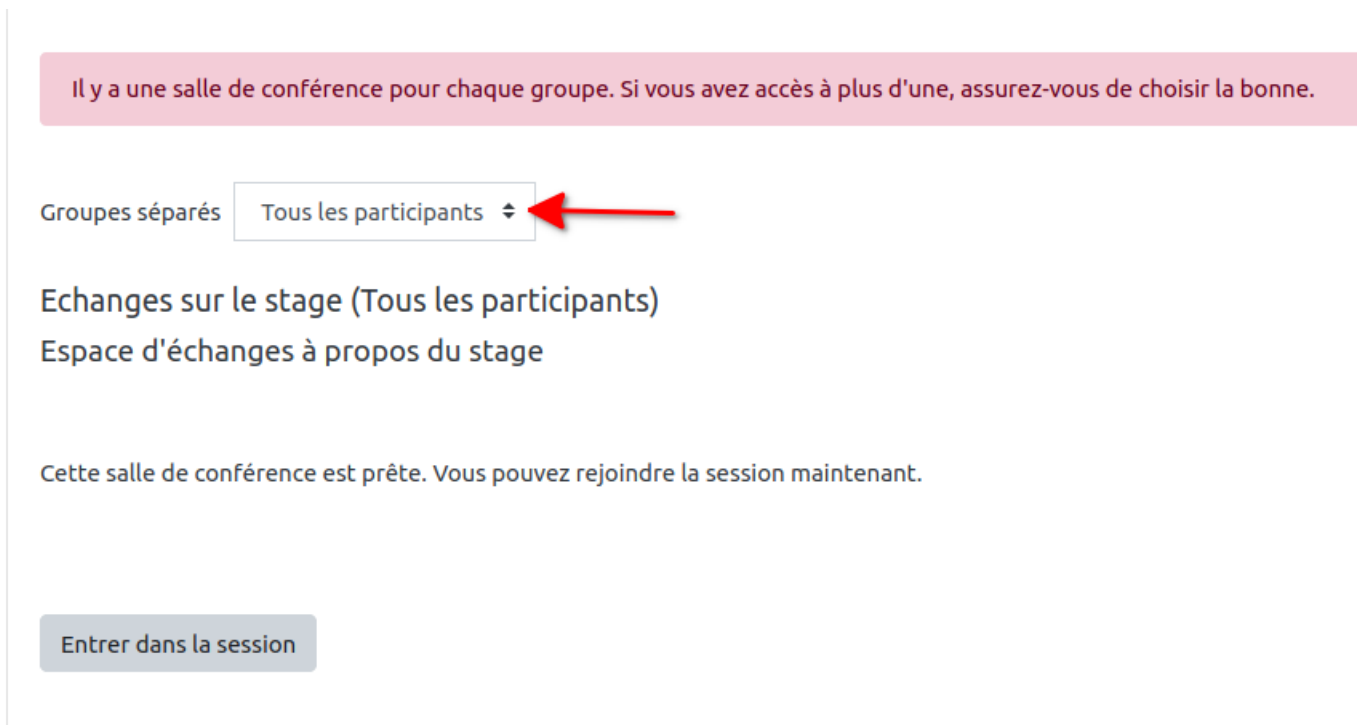 Il y a une salle de conférence pour chaque groupe. Si vous avez accès à plus d'une, assurez-vous de choisir la bonne.
Groupes séparés Tous les participants
Echanges sur le stage (Tous les participants)
Espace d'échanges à propos du stage
Cette salle de conférence est prête. Vous pouvez rejoindre la session maintenant.
Entrer dans la session